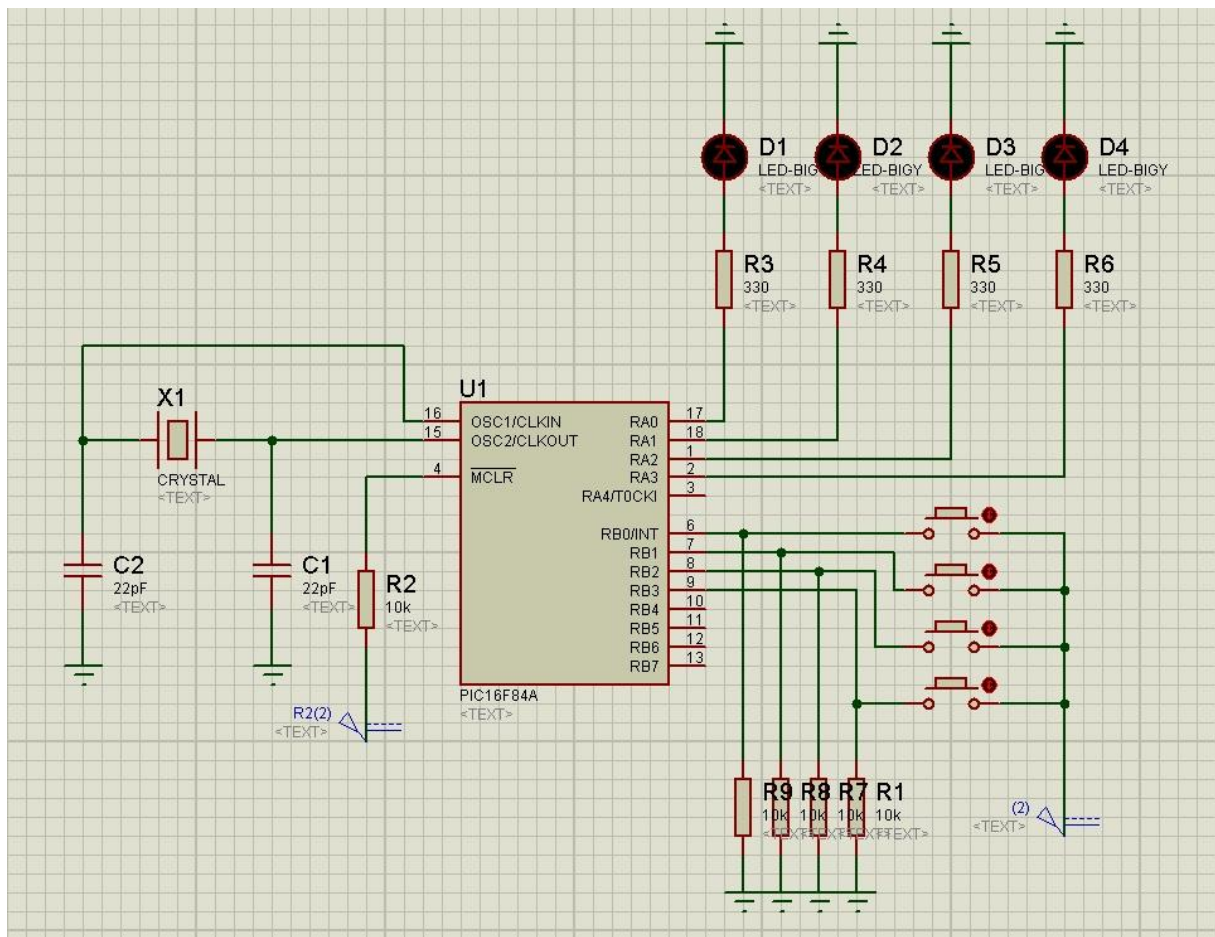 D1
LED-BIG
<TEXT>
D2
LED-BIGY
<TEXT>
D3
LED-BIG
<TEXT>
D4
LED-BIGY
<TEXT>
R3
330
<TEXT>
R4
330
<TEXT>
R5
330
<TEXT>
R6
330
<TEXT>
X1
CRYSTAL
<TEXT>
U1
16 OSC1/CLKIN
15 OSC2/CLKOUT
4 MCLR
RA0 17
RA1 18
RA2 1
RA3 2
RA4/T0CKI 3
RB0/INT 6
RB1 7
RB2 8
RB3 9
RB4 10
RB5 11
RB6 12
RB7 13
PIC16F84A
<TEXT>
C2
22pF
<TEXT>
C1
22pF
<TEXT>
R2
10k
<TEXT>
R2(2)
<TEXT>
R9
10k
R8
10k
R7
10k
R1
10k
<TEXT>
(2)
<TEXT>